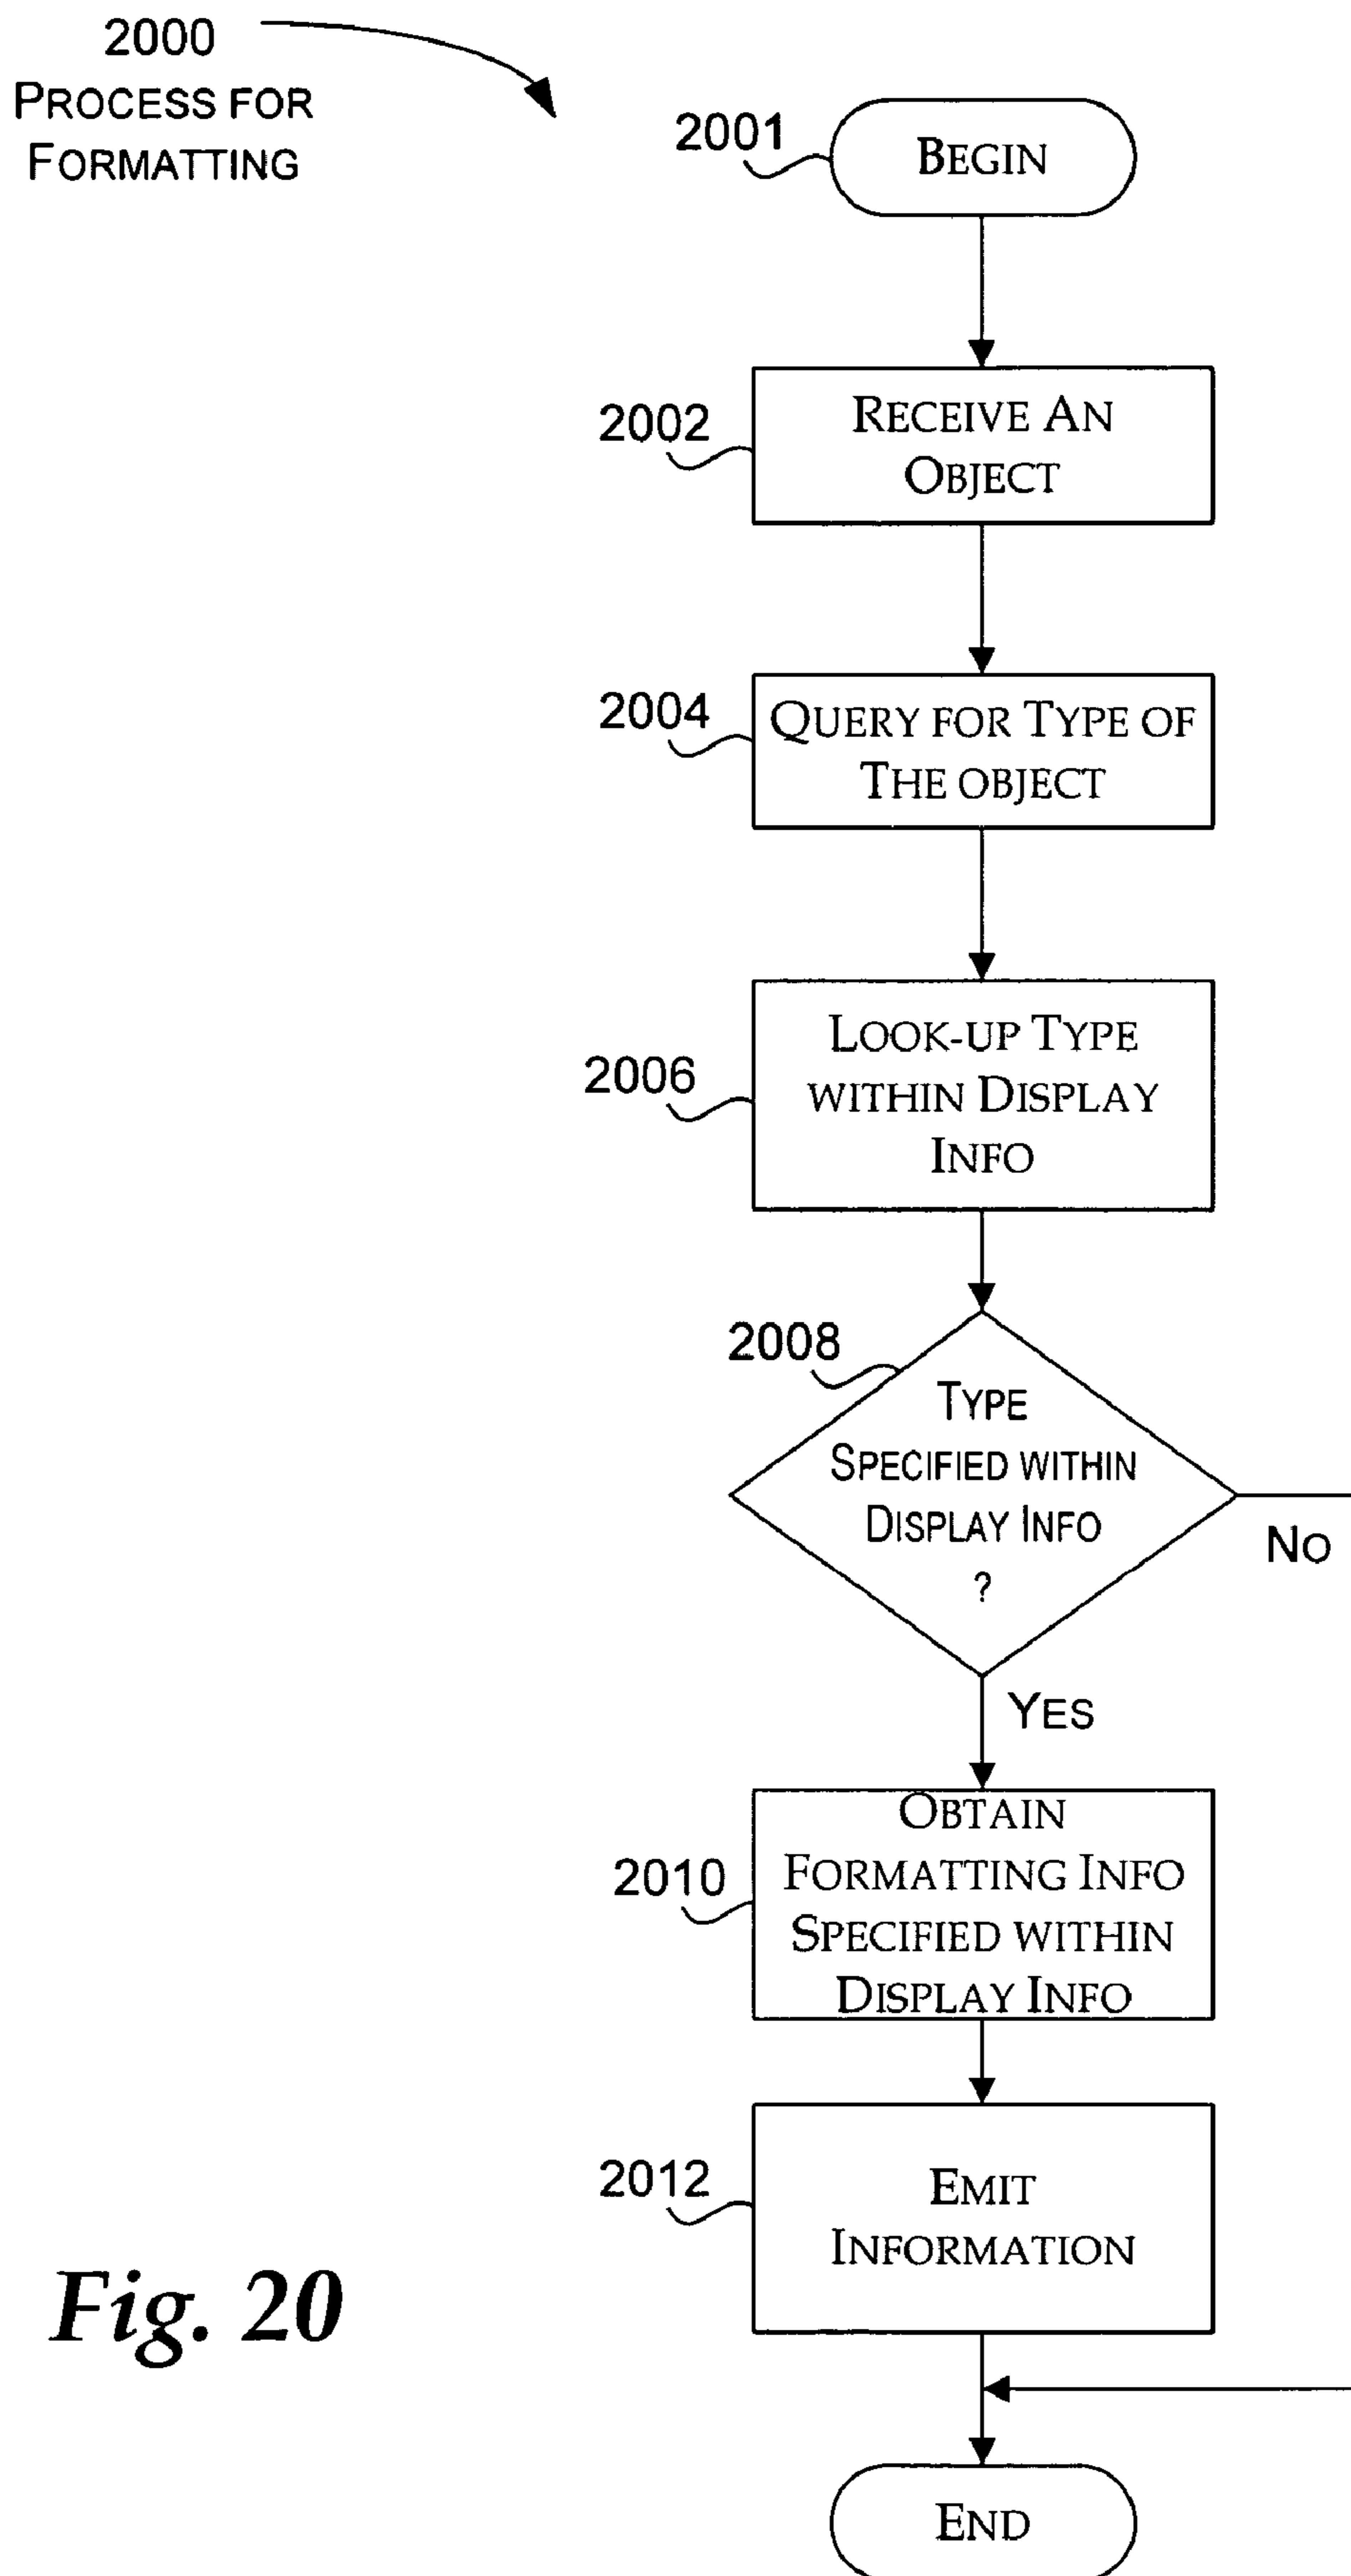 2000
PROCESS FOR
FORMATTING
2001
BEGIN
2002
RECEIVE AN
OBJECT
2004
QUERY FOR TYPE OF
THE OBJECT
2006
LOOK-UP TYPE
WITHIN DISPLAY
INFO
2008
TYPE
SPECIFIED WITHIN
DISPLAY INFO
?
NO
YES
2010
OBTAIN
FORMATTING INFO
SPECIFIED WITHIN
DISPLAY INFO
2012
EMIT
INFORMATION
Fig. 20
END